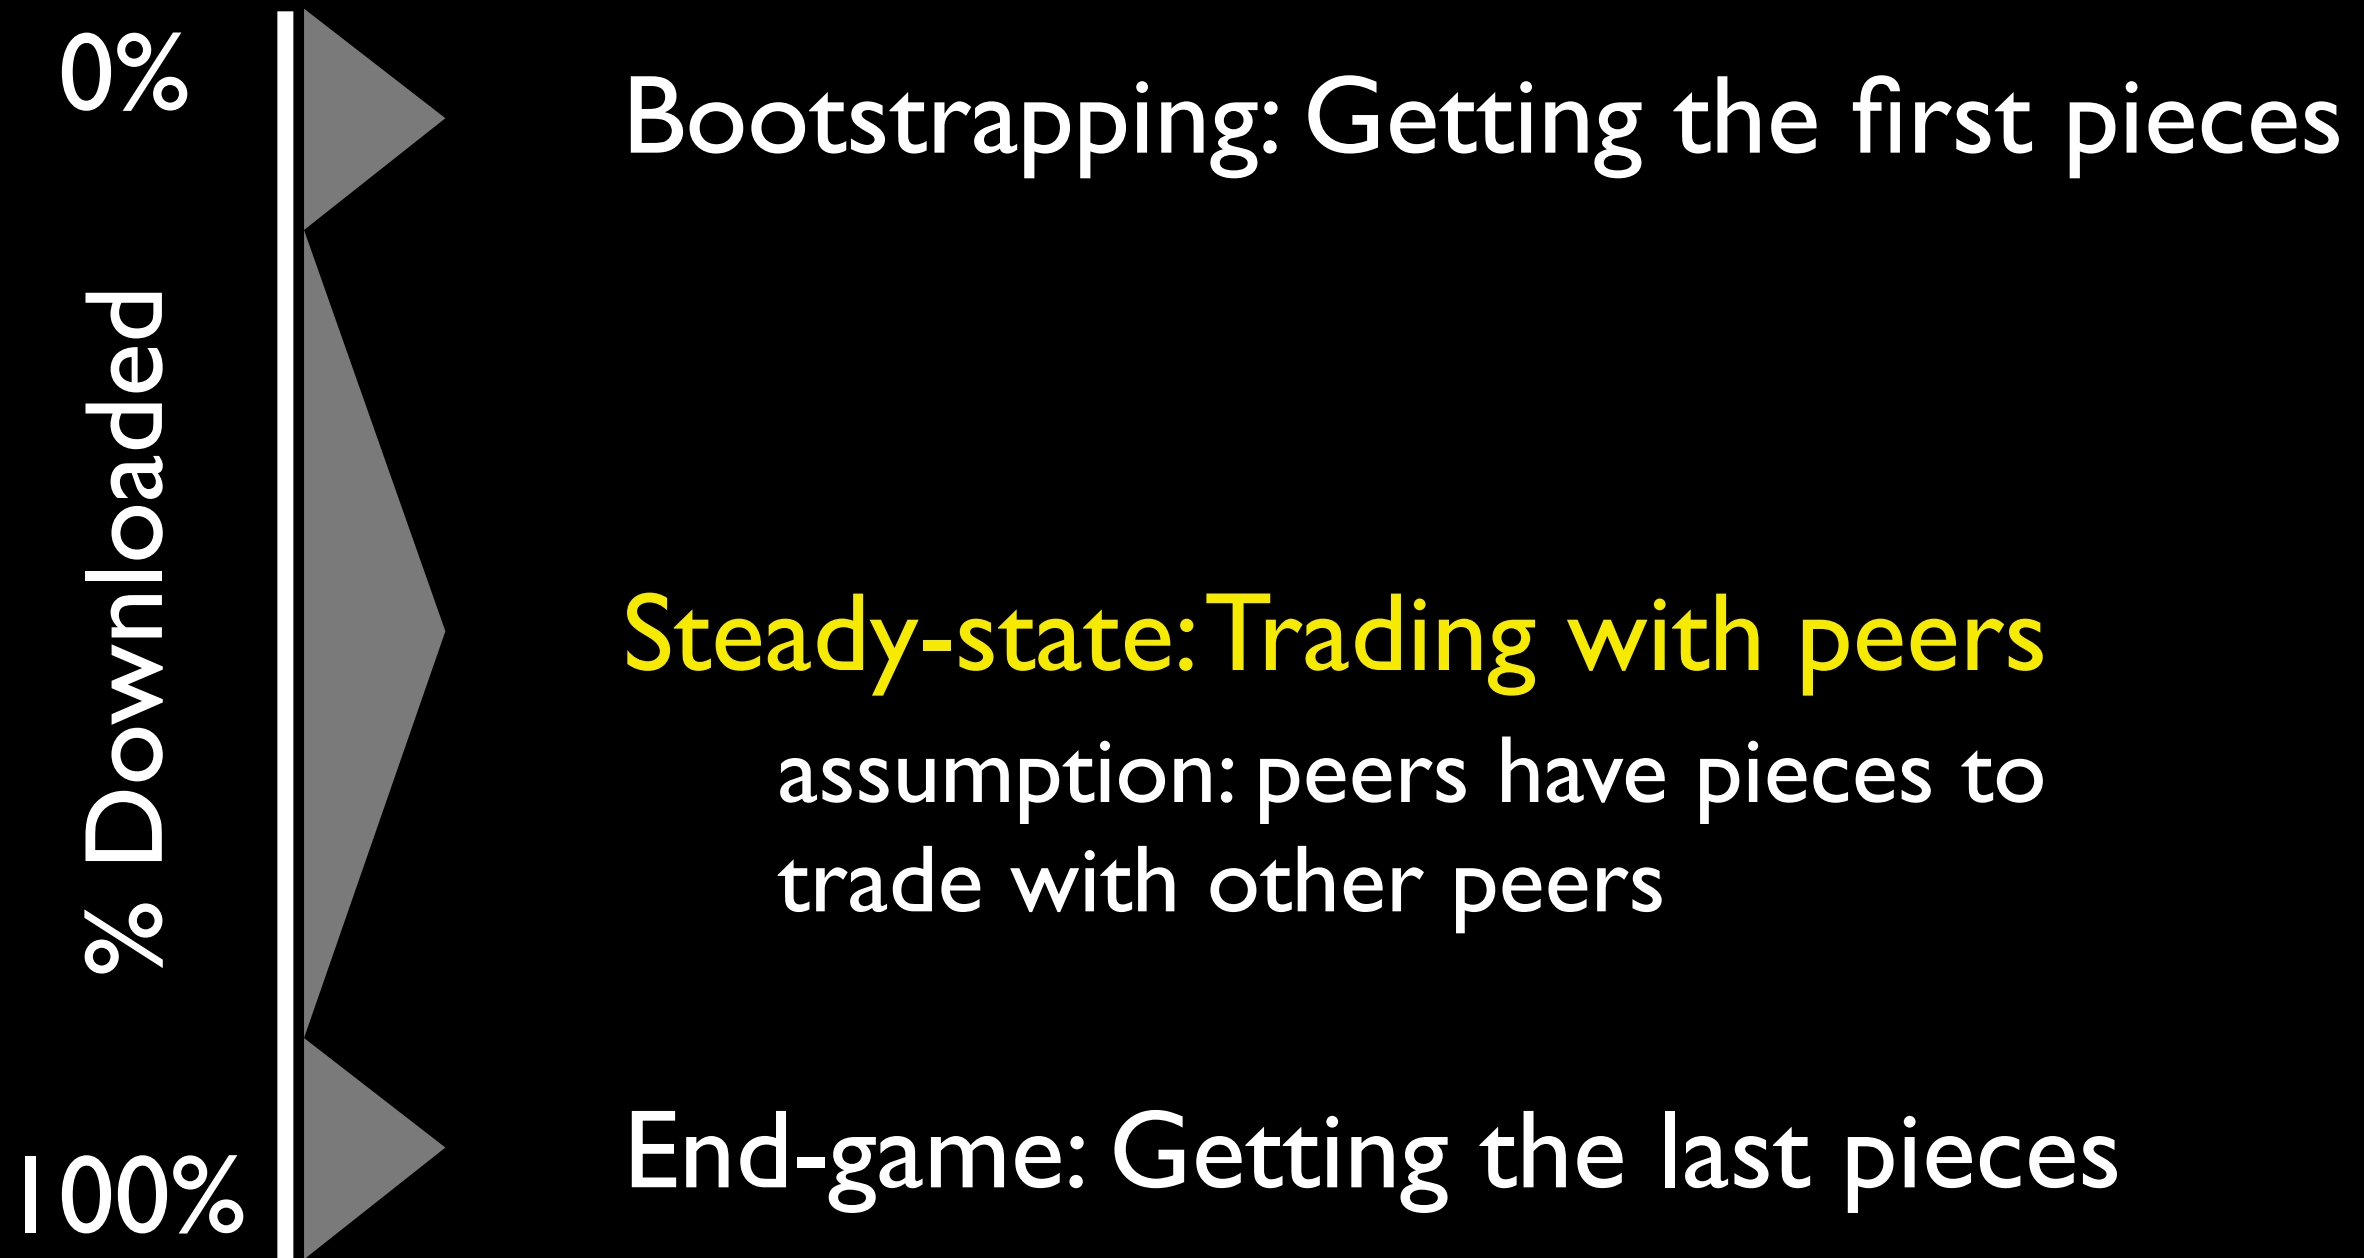 0%
Bootstrapping: Getting the first pieces
% Downloaded
Steady-state: Trading with peers
assumption: peers have pieces to
trade with other peers
End-game: Getting the last pieces
100%